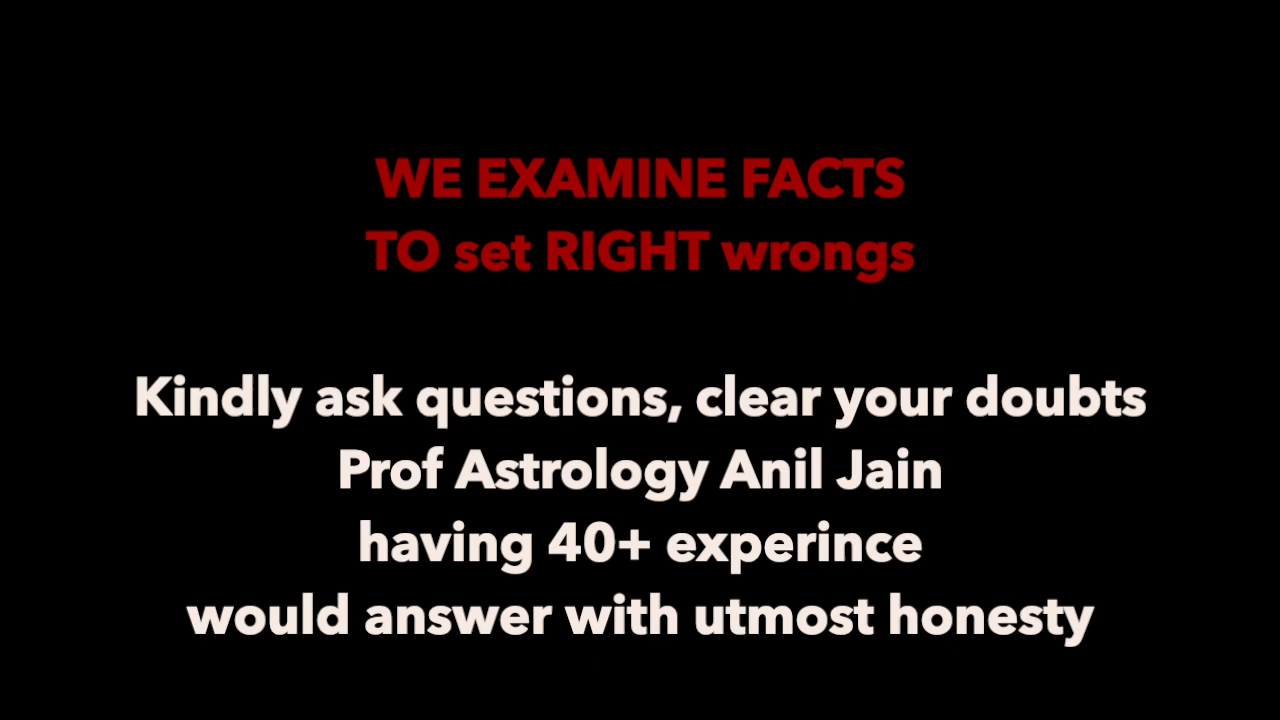 WE EXAMINE FACTS
TO set RIGHT wrongs
Kindly ask questions, clear your doubts
Prof Astrology Anil Jain
having 40+ experince
would answer with utmost honesty